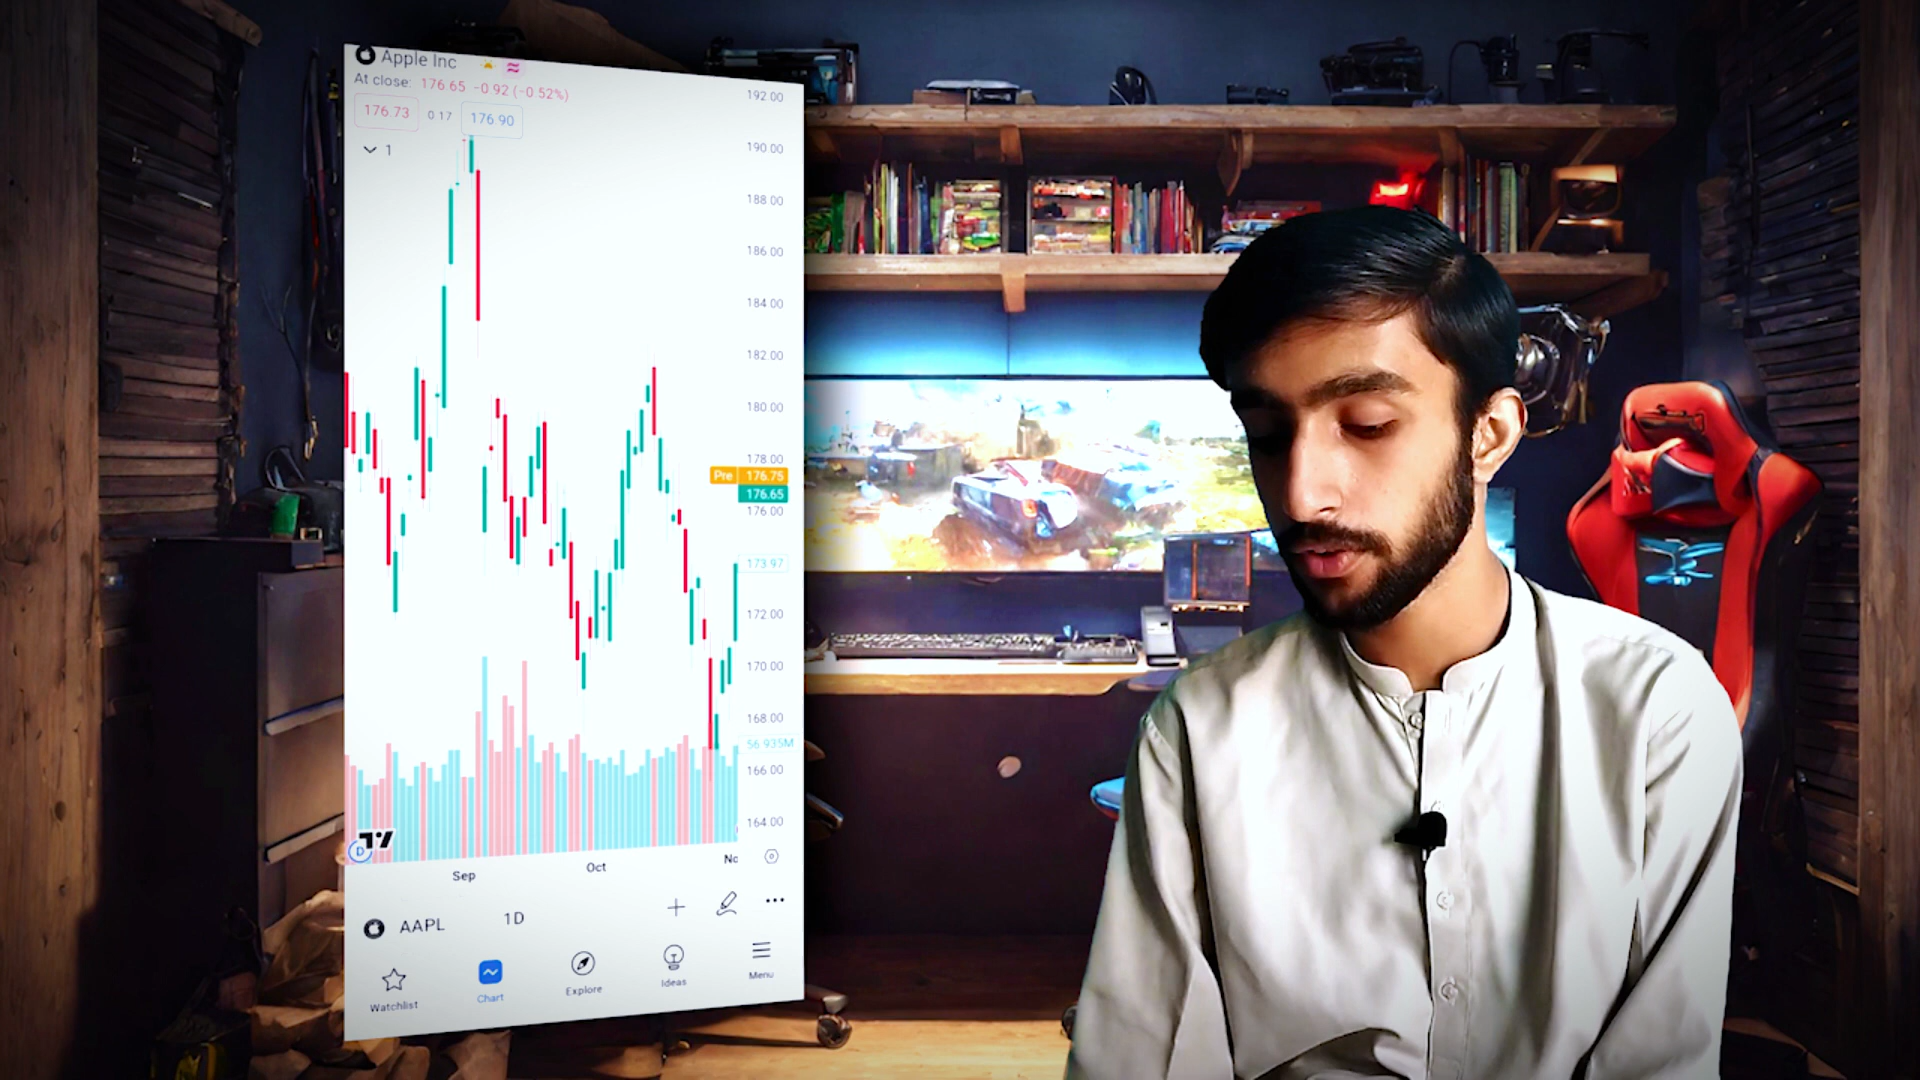 Apple Inc
At close: 176.65 -0.92 (-0.52%)
176.73 0 17 176.90
1
192.00
190.00
188.00
186.00
184.00
182.00
180.00
178.00
Pre 176.75
176.65
176.00
173.97
172.00
170.00
168.00
56.935M
166.00
164.00
D
Sep Oct Nc
AAPL 1D
Watchlist Chart Explore Ideas Menu